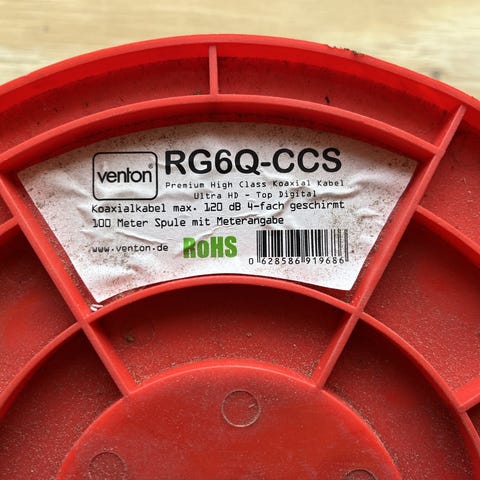 venton®
RG6Q-CCS
Premium High Class Koaxial Kabel
Ultra HD - Top Digital
Koaxialkabel max. 120 dB 4-fach geschirmt
100 Meter Spule mit Meterangabe
www.venton.de
RoHS
0 628586 919686